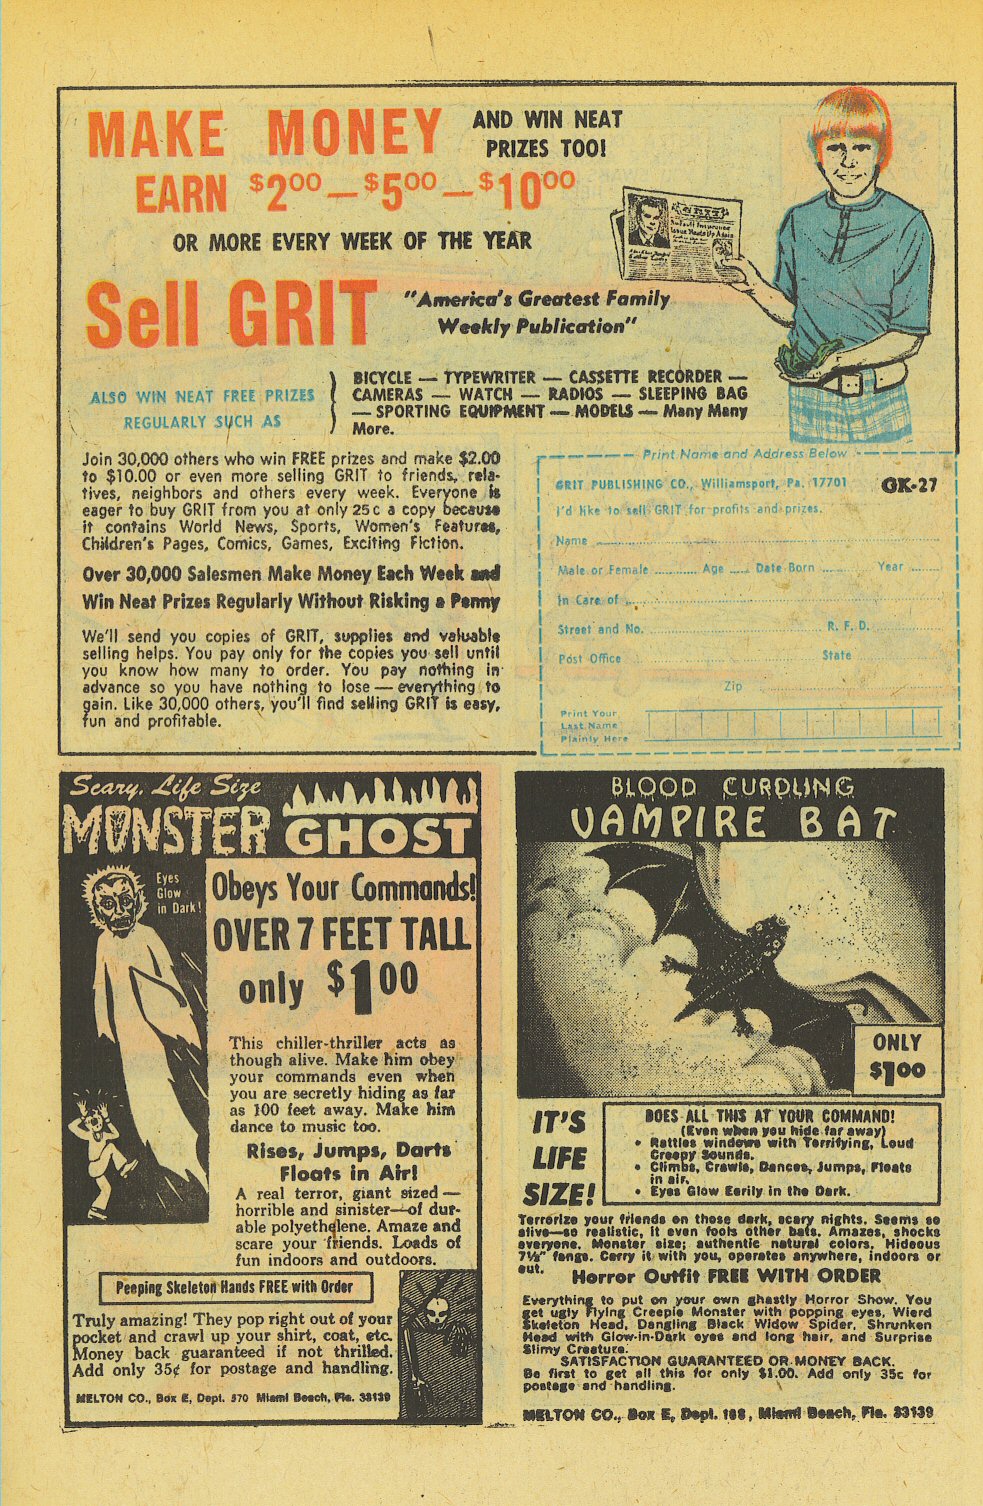 MAKE MONEY
AND WIN NEAT
PRIZES TOO!
EARN $2.00 — $5.00 — $10.00
OR MORE EVERY WEEK OF THE YEAR
Sell GRIT
"America's Greatest Family
Weekly Publication"
GRIT
ALSO WIN NEAT FREE PRIZES
REGULARLY SUCH AS
BICYCLE — TYPEWRITER — CASSETTE RECORDER —
CAMERAS — WATCH — RADIOS — SLEEPING BAG
— SPORTING EQUIPMENT — MODELS — Many Many
More.
Join 30,000 others who win FREE prizes and make $2.00
to $10.00 or even more selling GRIT to friends, rela-
tives, neighbors and others every week. Everyone is
eager to buy GRIT from you at only 25c a copy because
it contains World News, Sports, Women's Features,
Children's Pages, Comics, Games, Exciting Fiction.
Over 30,000 Salesmen Make Money Each Week and
Win Neat Prizes Regularly Without Risking a Penny
We'll send you copies of GRIT, supplies and valuable
selling helps. You pay only for the copies you sell until
you know how many to order. You pay nothing in
advance so you have nothing to lose — everything to
gain. Like 30,000 others, you'll find selling GRIT is easy,
fun and profitable.
Print Name and Address Below
GRIT PUBLISHING CO., Williamsport, Pa. 17701 GK-27
I'd like to sell GRIT for profits and prizes.
Name
Male or Female Age Date Born Year
In Care of
Street and No. R. F. D.
Post Office State
Zip
Print Your
Last Name
Plainly Here
Scary, Life Size
MONSTER GHOST
Eyes
Glow
in Dark!
Obeys Your Commands!
OVER 7 FEET TALL
only $1.00
This chiller-thriller acts as
though alive. Make him obey
your commands even when
you are secretly hiding as far
as 100 feet away. Make him
dance to music too.
Rises, Jumps, Darts
Floats in Air!
A real terror, giant sized —
horrible and sinister—of dur-
able polyethelene. Amaze and
scare your friends. Loads of
fun indoors and outdoors.
Peeping Skeleton Hands FREE with Order
Truly amazing! They pop right out of your
pocket and crawl up your shirt, coat, etc.
Money back guaranteed if not thrilled.
Add only 35¢ for postage and handling.
MELTON CO., Box E, Dept. 570 Miami Beach, Fla. 33139
BLOOD CURDLING
VAMPIRE BAT
ONLY
$1.00
IT'S
LIFE
SIZE!
DOES ALL THIS AT YOUR COMMAND!
(Even when you hide far away)
• Rattles windows with Terrifying, Loud
Creepy Sounds.
• Climbs, Crawls, Dances, Jumps, Floats
in air.
• Eyes Glow Eerily in the Dark.
Terrorize your friends on those dark, scary nights. Seems so
alive—so realistic, it even fools other bats. Amazes, shocks
everyone. Monster size; authentic natural colors. Hideous
7½" fangs. Carry it with you, operates anywhere, indoors or
out.
Horror Outfit FREE WITH ORDER
Everything to put on your own ghastly Horror Show. You
get ugly Flying Creepie Monster with popping eyes, Wierd
Skeleton Head, Dangling Black Widow Spider, Shrunken
Head with Glow-in-Dark eyes and long hair, and Surprise
Slimy Creature.
SATISFACTION GUARANTEED OR MONEY BACK.
Be first to get all this for only $1.00. Add only 35c for
postage and handling.
MELTON CO., Box E, Dept. 188, Miami Beach, Fla. 33139